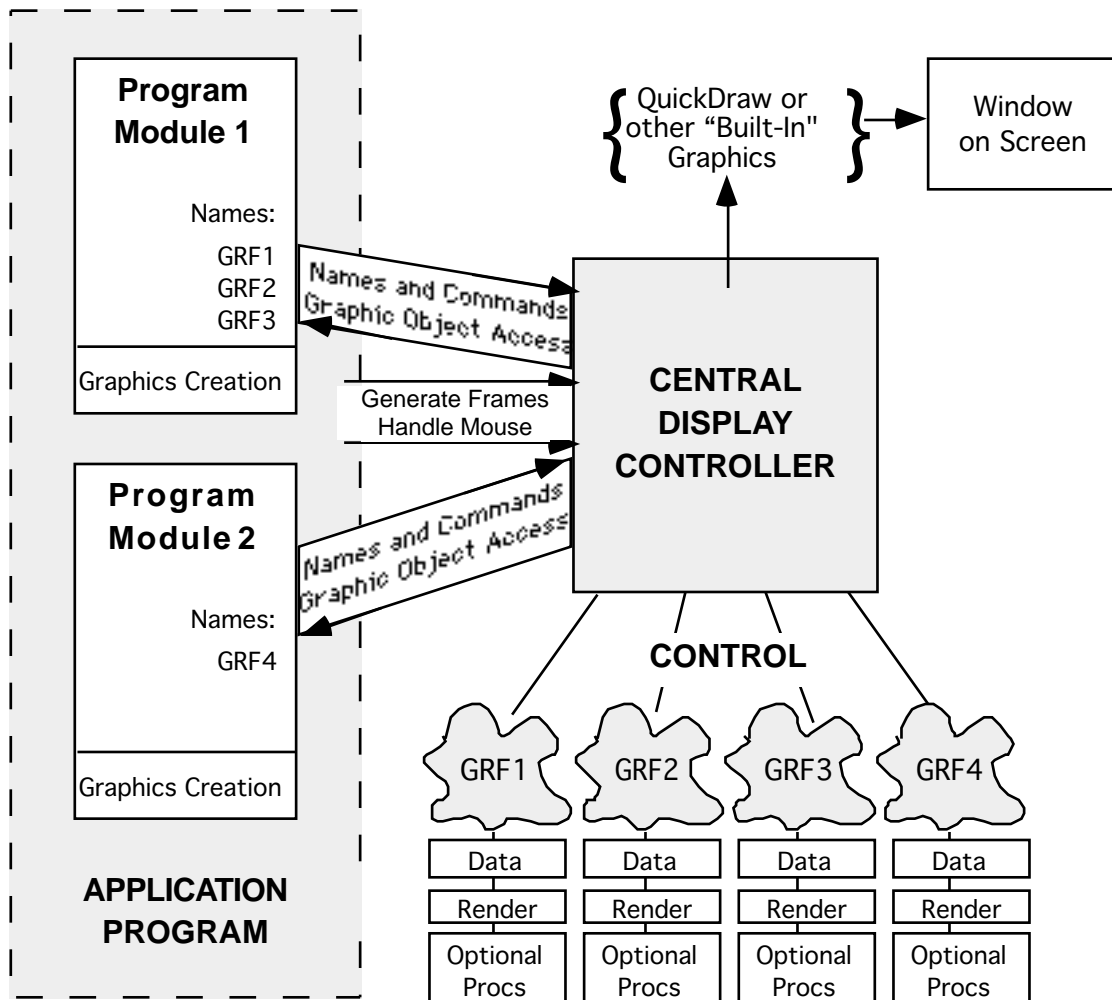 Program
Module 1
Names:
GRF1
GRF2
GRF3
Graphics Creation
Program
Module 2
Names:
GRF4
Graphics Creation
APPLICATION
PROGRAM
Names and Commands
Graphic Object Access
Generate Frames
Handle Mouse
Names and Commands
Graphic Object Access
{ QuickDraw or
other “Built-In"
Graphics }
Window
on Screen
CENTRAL
DISPLAY
CONTROLLER
CONTROL
GRF1
GRF2
GRF3
GRF4
Data
Data
Data
Data
Render
Render
Render
Render
Optional
Procs
Optional
Procs
Optional
Procs
Optional
Procs